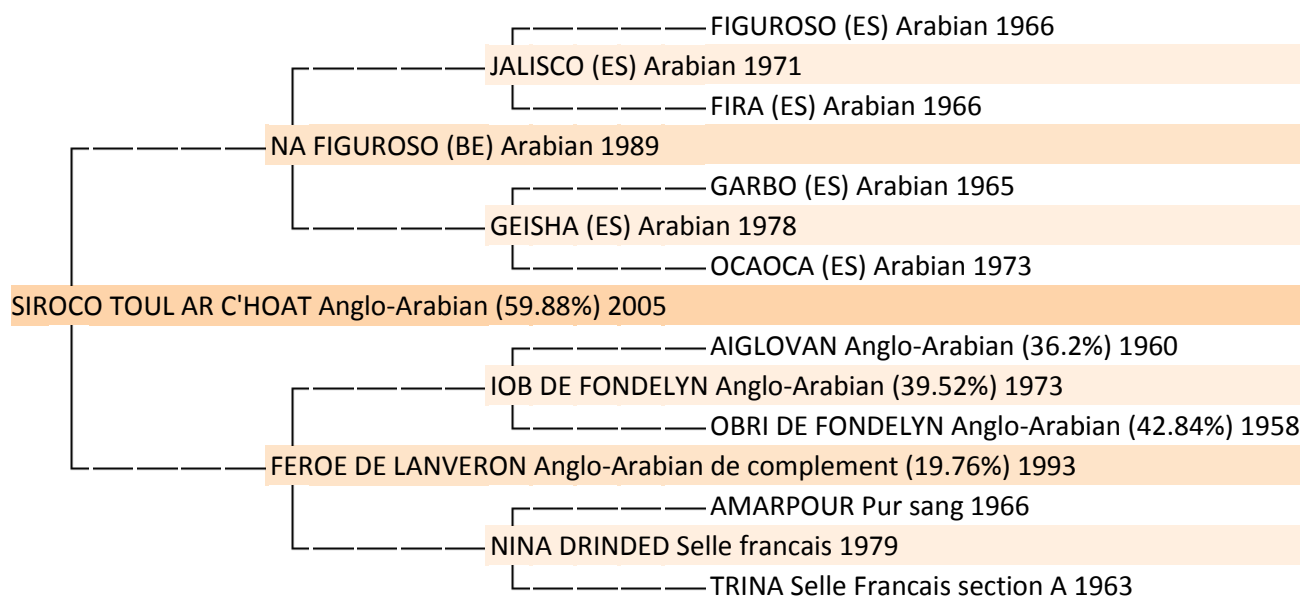 FIGUROSO (ES) Arabian 1966
JALISCO (ES) Arabian 1971
FIRA (ES) Arabian 1966
NA FIGUROSO (BE) Arabian 1989
GARBO (ES) Arabian 1965
GEISHA (ES) Arabian 1978
OCAOCA (ES) Arabian 1973
SIROCO TOUL AR C'HOAT Anglo-Arabian (59.88%) 2005
AIGLOVAN Anglo-Arabian (36.2%) 1960
IOB DE FONDELYN Anglo-Arabian (39.52%) 1973
OBRI DE FONDELYN Anglo-Arabian (42.84%) 1958
FEROE DE LANVERON Anglo-Arabian de complement (19.76%) 1993
AMARPOUR Pur sang 1966
NINA DRINDED Selle francais 1979
TRINA Selle Francais section A 1963